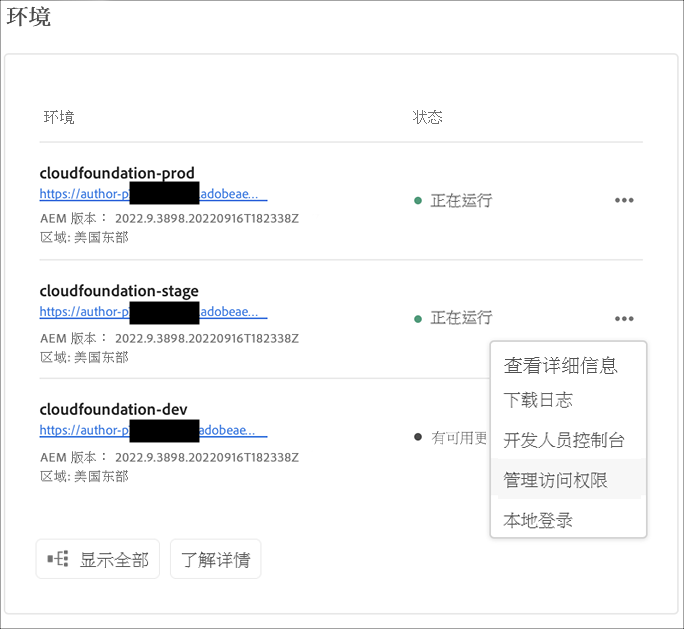 环境
环境 状态
cloudfoundation-prod
https://author-p adobeae...
正在运行
AEM 版本： 2022.9.3898.20220916T182338Z
区域: 美国东部
cloudfoundation-stage
https://author-p .adobeae...
正在运行
AEM 版本： 2022.9.3898.20220916T182338Z
区域: 美国东部
cloudfoundation-dev
https://author-p adobeae...
有可用更
AEM 版本： 2022.9.3898.20220916T182338Z
区域: 美国东部
查看详细信息
下载日志
开发人员控制台
管理访问权限
本地登录
显示全部 了解详情